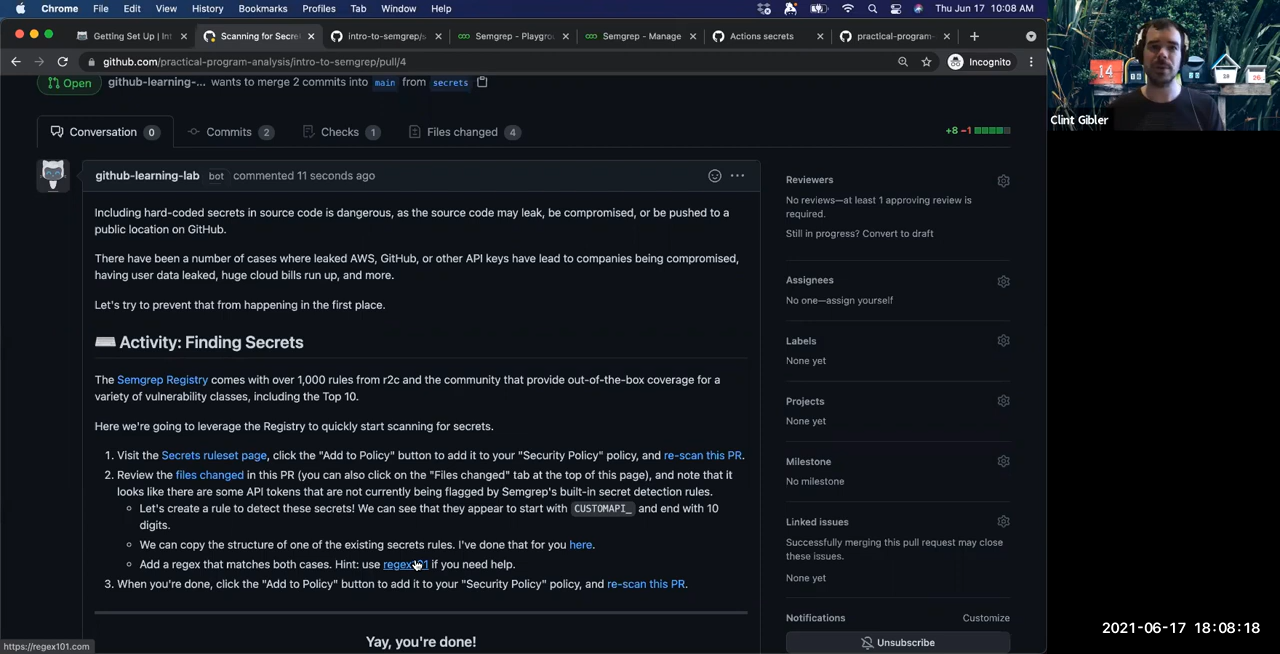 Chrome File Edit View History Bookmarks Profiles Tab Window Help Thu Jun 17 10:08 AM
Getting Set Up | Int Scanning for Secre intro-to-semgrep/s Semgrep - Playgrou Semgrep - Manage Actions secrets practical-program-
github.com/practical-program-analysis/intro-to-semgrep/pull/4 Incognito
Open github-learning-... wants to merge 2 commits into main from secrets
Conversation 0 Commits 2 Checks 1 Files changed 4 +8 −1
github-learning-lab bot commented 11 seconds ago
Including hard-coded secrets in source code is dangerous, as the source code may leak, be compromised, or be pushed to a
public location on GitHub.
There have been a number of cases where leaked AWS, GitHub, or other API keys have lead to companies being compromised,
having user data leaked, huge cloud bills run up, and more.
Let's try to prevent that from happening in the first place.
Activity: Finding Secrets
The Semgrep Registry comes with over 1,000 rules from r2c and the community that provide out-of-the-box coverage for a
variety of vulnerability classes, including the Top 10.
Here we're going to leverage the Registry to quickly start scanning for secrets.
1. Visit the Secrets ruleset page, click the "Add to Policy" button to add it to your "Security Policy" policy, and re-scan this PR.
2. Review the files changed in this PR (you can also click on the "Files changed" tab at the top of this page), and note that it
looks like there are some API tokens that are not currently being flagged by Semgrep's built-in secret detection rules.
Let's create a rule to detect these secrets! We can see that they appear to start with CUSTOMAPI_ and end with 10
digits.
We can copy the structure of one of the existing secrets rules. I've done that for you here.
Add a regex that matches both cases. Hint: use regex101 if you need help.
3. When you're done, click the "Add to Policy" button to add it to your "Security Policy" policy, and re-scan this PR.
Yay, you're done!
https://regex101.com
Reviewers
No reviews—at least 1 approving review is
required.
Still in progress? Convert to draft
Assignees
No one—assign yourself
Labels
None yet
Projects
None yet
Milestone
No milestone
Linked issues
Successfully merging this pull request may close
these issues.
None yet
Notifications Customize
Unsubscribe
14
Clint Gibler
2021-06-17 18:08:18